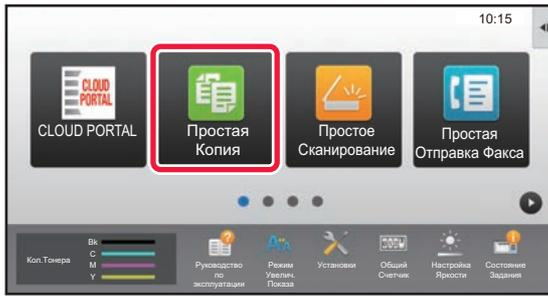 10:15
CLOUD
PORTAL
CLOUD PORTAL
Простая
Копия
Простое
Сканирование
Простая
Отправка Факса
Кол.Тонера
Bk
C
M
Y
Руководство
по
эксплуатации
Режим
Увелич.
Показа
Установки
Общий
Счетчик
Настройка
Яркости
Состояние
Задания